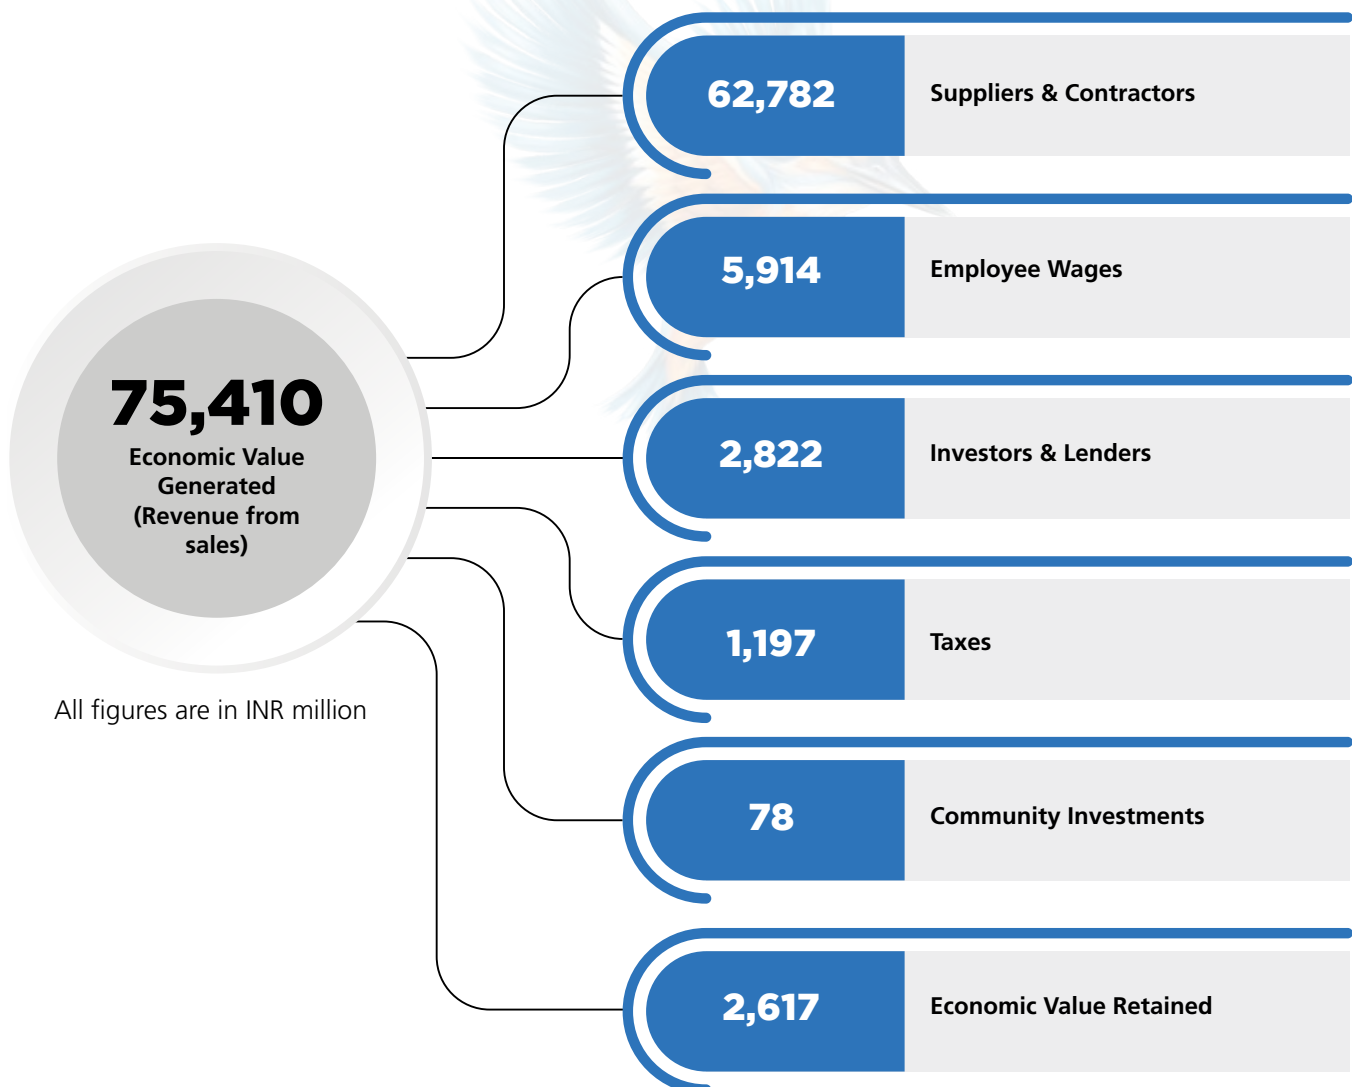 75,410
Economic Value
Generated
(Revenue from
sales)
All figures are in INR million
62,782
Suppliers & Contractors
5,914
Employee Wages
2,822
Investors & Lenders
1,197
Taxes
78
Community Investments
2,617
Economic Value Retained